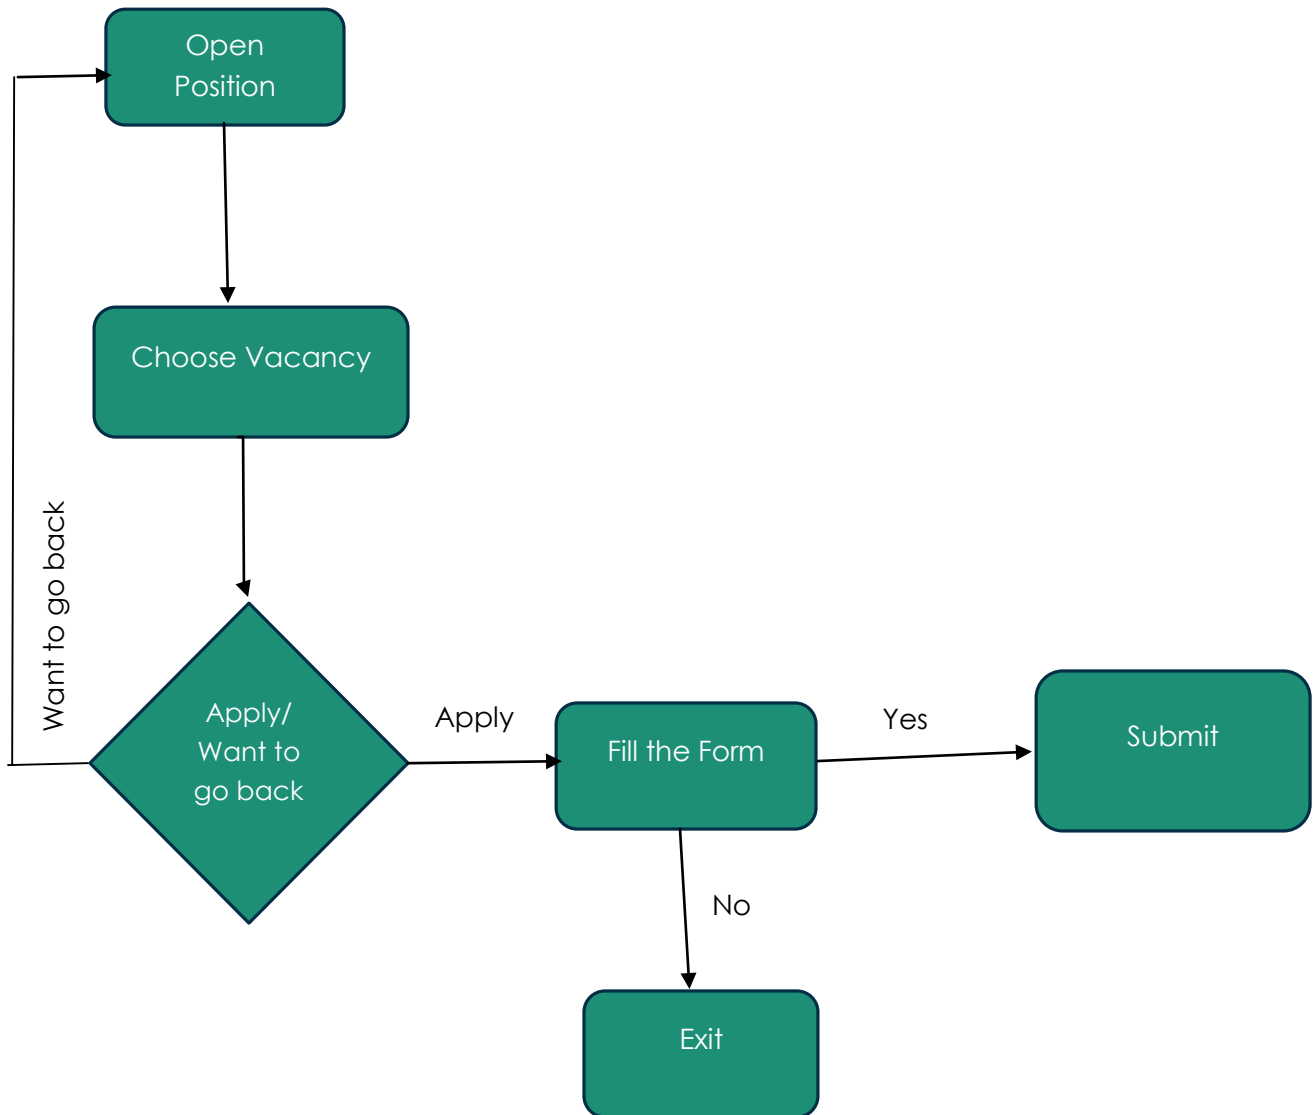 Open
Position
Choose Vacancy
Want to go back
Apply/
Want to
go back
Apply
Fill the Form
Yes
Submit
No
Exit